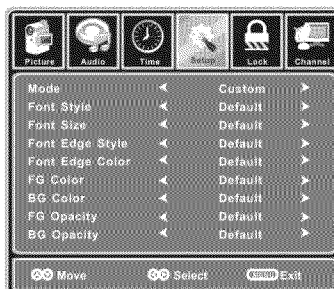 Picture Audio Time Setup Lock Channel
Mode Custom
Font Style Default
Font Size Default
Font Edge Style Default
Font Edge Color Default
FG Color Default
BG Color Default
FG Opacity Default
BG Opacity Default
Move Select Exit